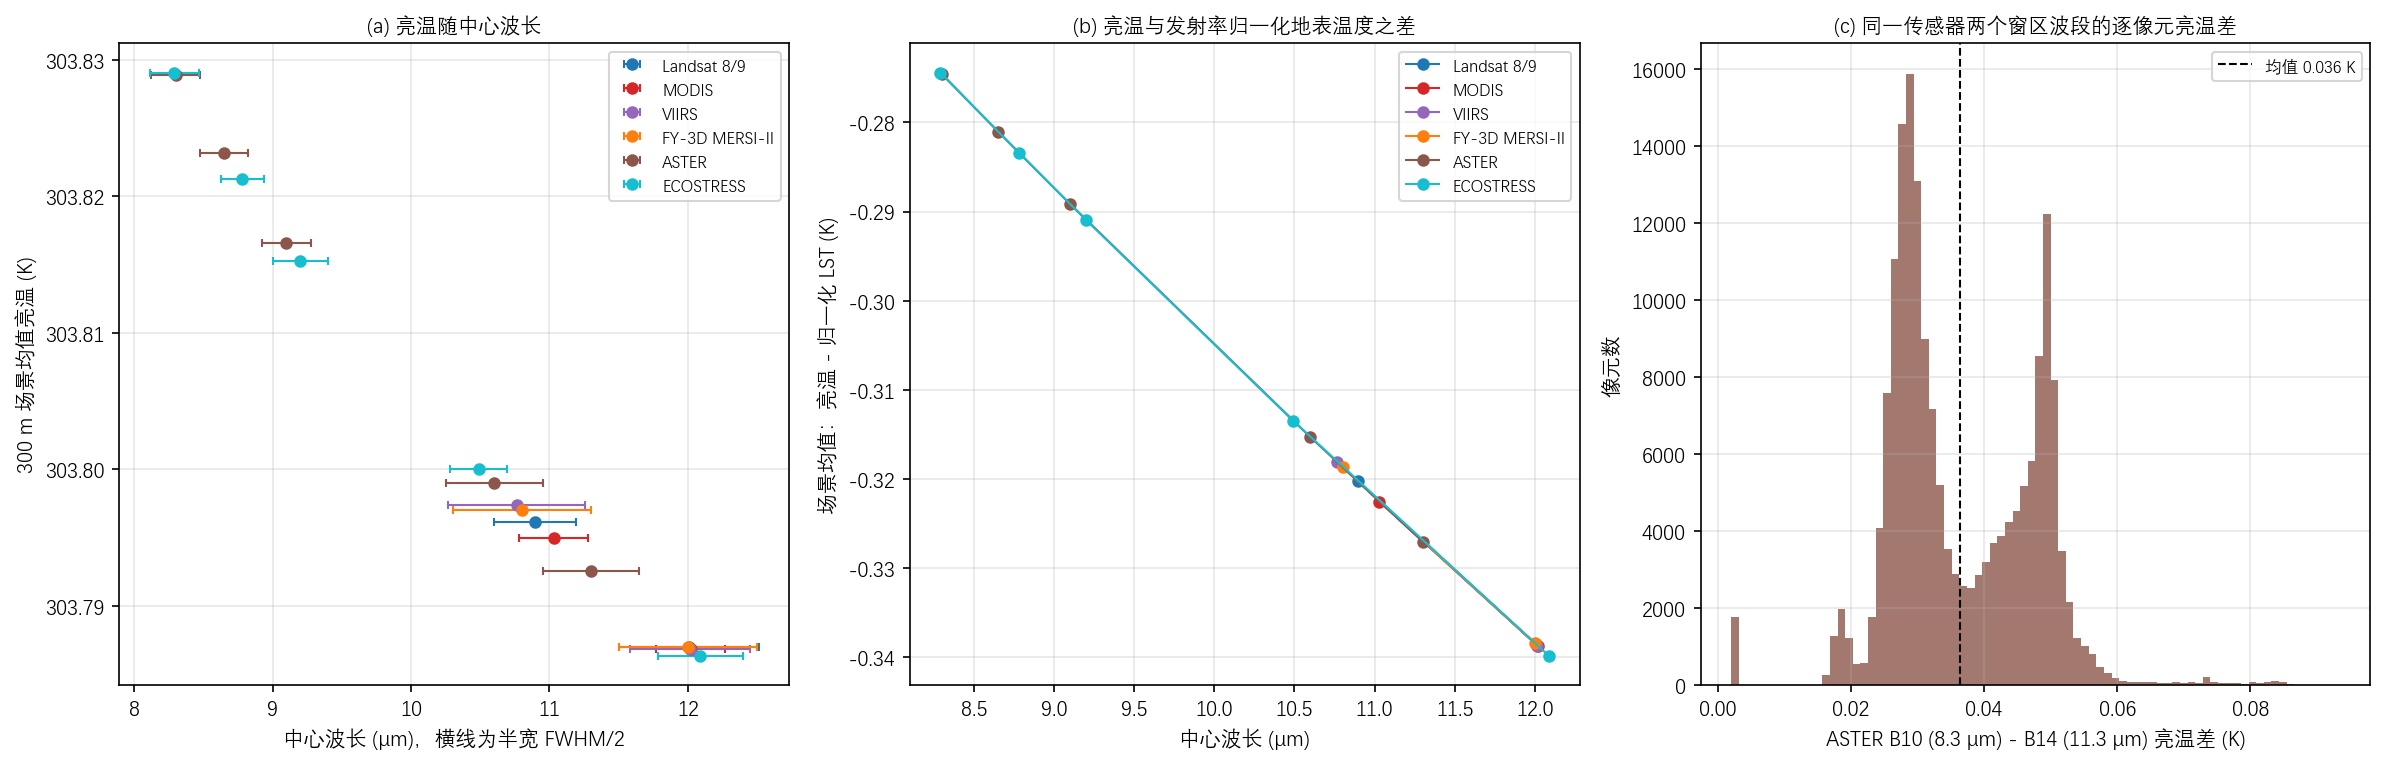 (a) 亮温随中心波长
303.83
303.82
303.81
303.80
303.79
300 m 场景均值亮温 (K)
8
9
10
11
12
中心波长 (μm)，横线为半宽 FWHM/2
Landsat 8/9
MODIS
VIIRS
FY-3D MERSI-II
ASTER
ECOSTRESS
(b) 亮温与发射率归一化地表温度之差
-0.28
-0.29
-0.30
-0.31
-0.32
-0.33
-0.34
场景均值：亮温 - 归一化 LST (K)
8.5
9.0
9.5
10.0
10.5
11.0
11.5
12.0
中心波长 (μm)
Landsat 8/9
MODIS
VIIRS
FY-3D MERSI-II
ASTER
ECOSTRESS
(c) 同一传感器两个窗区波段的逐像元亮温差
16000
14000
12000
10000
8000
6000
4000
2000
0
像元数
0.00
0.02
0.04
0.06
0.08
ASTER B10 (8.3 μm) - B14 (11.3 μm) 亮温差 (K)
均值 0.036 K